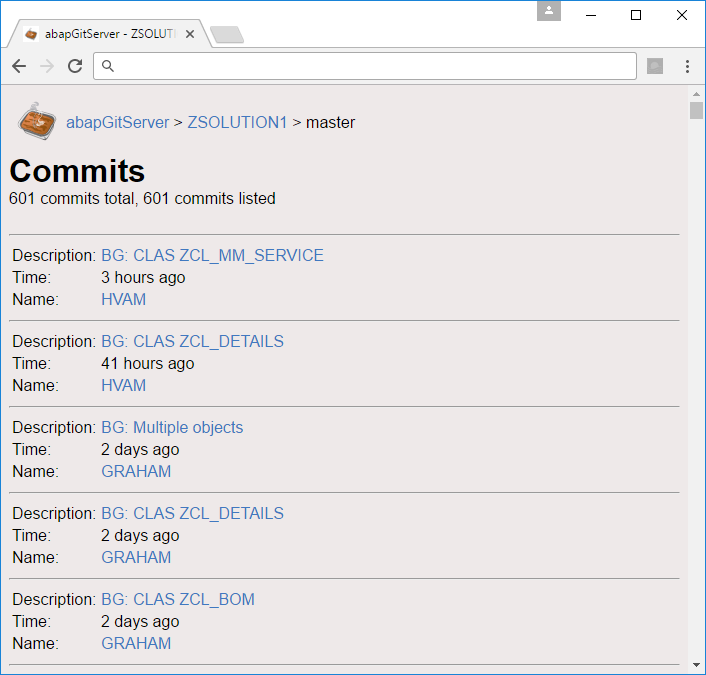 abapGitServer - ZSOLUTI
abapGitServer > ZSOLUTION1 > master
Commits
601 commits total, 601 commits listed
Description: BG: CLAS ZCL_MM_SERVICE
Time: 3 hours ago
Name: HVAM
Description: BG: CLAS ZCL_DETAILS
Time: 41 hours ago
Name: HVAM
Description: BG: Multiple objects
Time: 2 days ago
Name: GRAHAM
Description: BG: CLAS ZCL_DETAILS
Time: 2 days ago
Name: GRAHAM
Description: BG: CLAS ZCL_BOM
Time: 2 days ago
Name: GRAHAM